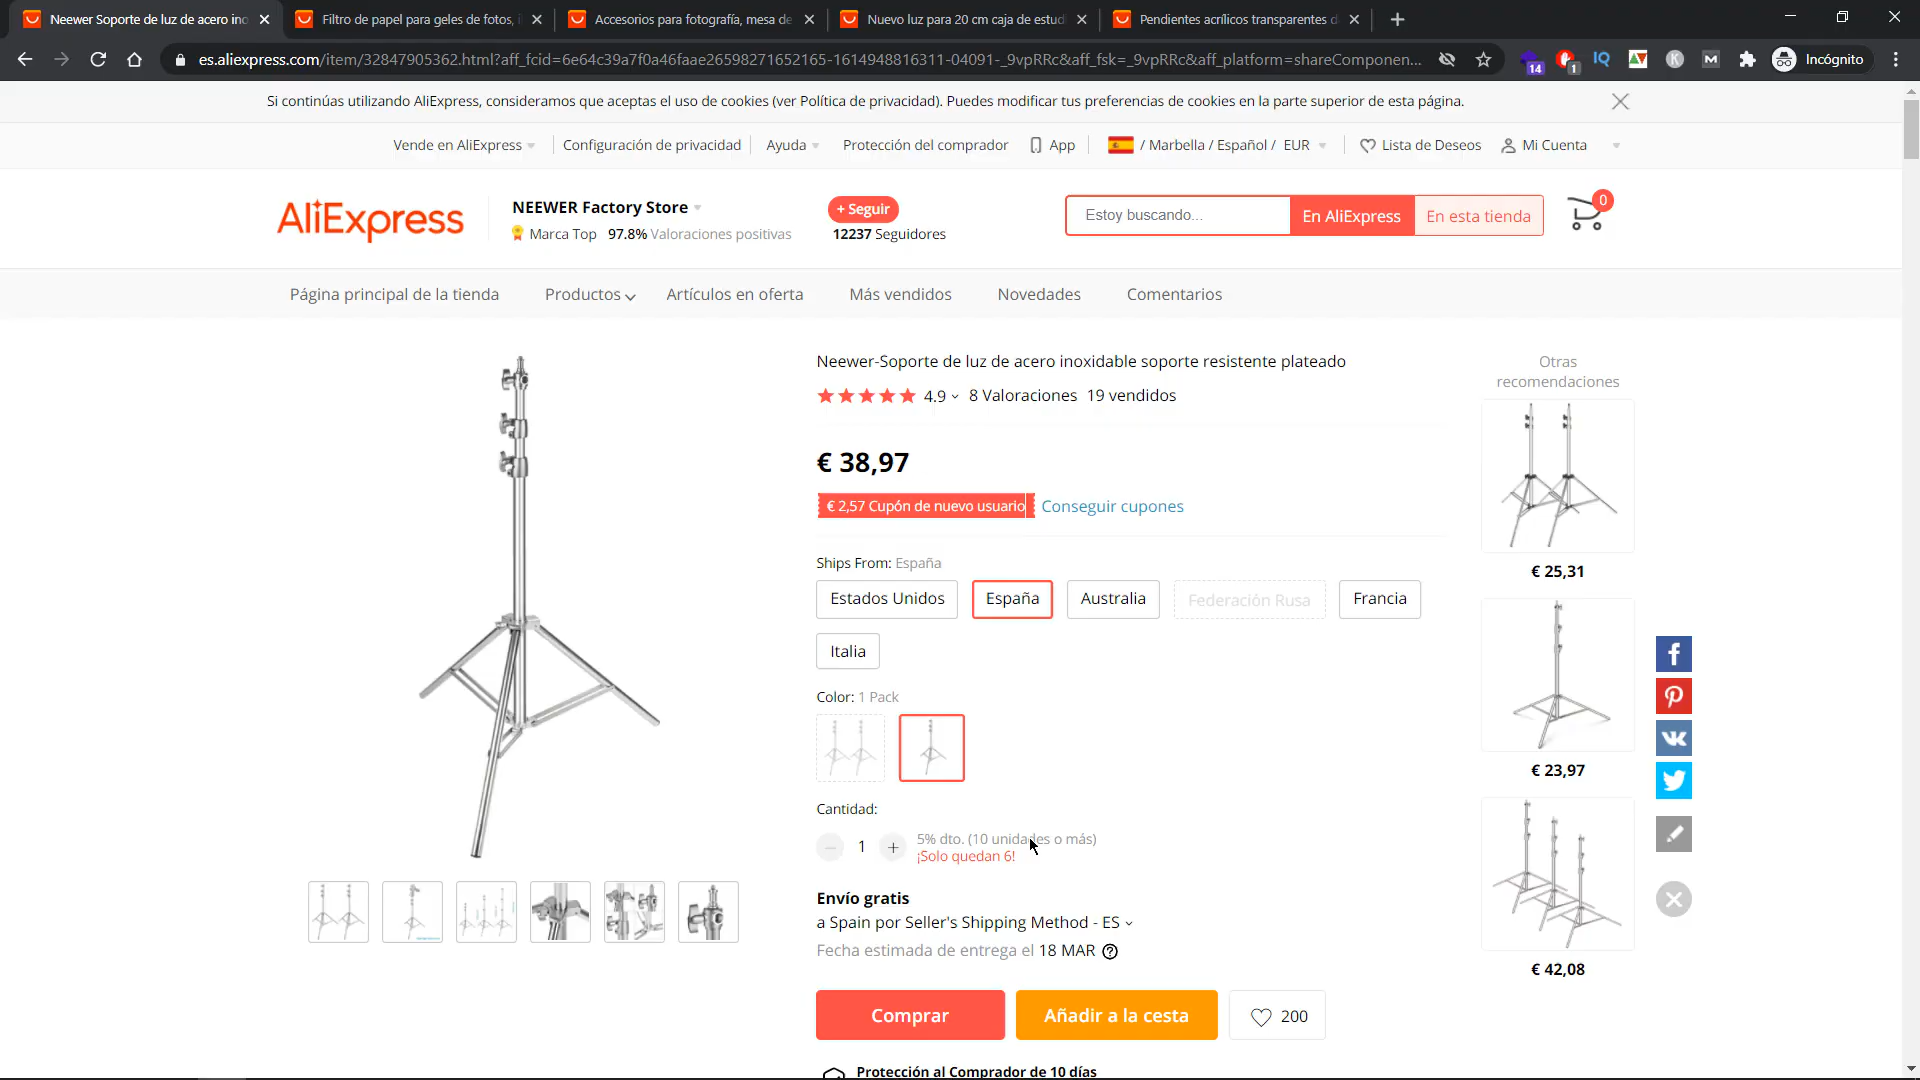 Neewer Soporte de luz de acero ino
Filtro de papel para geles de fotos,
Accesorios para fotografía, mesa de
Nuevo luz para 20 cm caja de estud
Pendientes acrílicos transparentes d
es.aliexpress.com/item/32847905362.html?aff_fcid=6e64c39a7f0a46faae26598271652165-1614948816311-04091-_9vpRRc&aff_fsk=_9vpRRc&aff_platform=shareComponen...
14
1
IQ
K
M
Incógnito
Si continúas utilizando AliExpress, consideramos que aceptas el uso de cookies (ver Política de privacidad). Puedes modificar tus preferencias de cookies en la parte superior de esta página.
Vende en AliExpress
Configuración de privacidad
Ayuda
Protección del comprador
App
/ Marbella / Español / EUR
Lista de Deseos
Mi Cuenta
AliExpress
NEEWER Factory Store
Marca Top 97.8% Valoraciones positivas
+ Seguir
12237 Seguidores
Estoy buscando...
En AliExpress
En esta tienda
0
Página principal de la tienda
Productos
Artículos en oferta
Más vendidos
Novedades
Comentarios
Neewer-Soporte de luz de acero inoxidable soporte resistente plateado
4.9 8 Valoraciones 19 vendidos
€ 38,97
€ 2,57 Cupón de nuevo usuario
Conseguir cupones
Ships From: España
Estados Unidos
España
Australia
Federación Rusa
Francia
Italia
Color: 1 Pack
Cantidad:
1
5% dto. (10 unidades o más)
¡Solo quedan 6!
Envío gratis
a Spain por Seller's Shipping Method - ES
Fecha estimada de entrega el 18 MAR
Comprar
Añadir a la cesta
200
Protección al Comprador de 10 días
Otras
recomendaciones
€ 25,31
€ 23,97
€ 42,08